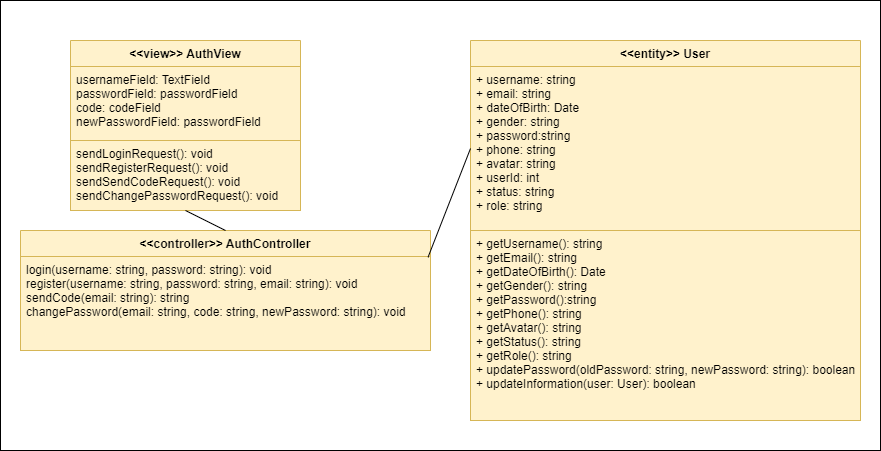 <<view>> AuthView
usernameField: TextField
passwordField: passwordField
code: codeField
newPasswordField: passwordField
sendLoginRequest(): void
sendRegisterRequest(): void
sendSendCodeRequest(): void
sendChangePasswordRequest(): void
<<controller>> AuthController
login(username: string, password: string): void
register(username: string, password: string, email: string): void
sendCode(email: string): string
changePassword(email: string, code: string, newPassword: string): void
<<entity>> User
+ username: string
+ email: string
+ dateOfBirth: Date
+ gender: string
+ password:string
+ phone: string
+ avatar: string
+ userId: int
+ status: string
+ role: string
+ getUsername(): string
+ getEmail(): string
+ getDateOfBirth(): Date
+ getGender(): string
+ getPassword():string
+ getPhone(): string
+ getAvatar(): string
+ getStatus(): string
+ getRole(): string
+ updatePassword(oldPassword: string, newPassword: string): boolean
+ updateInformation(user: User): boolean